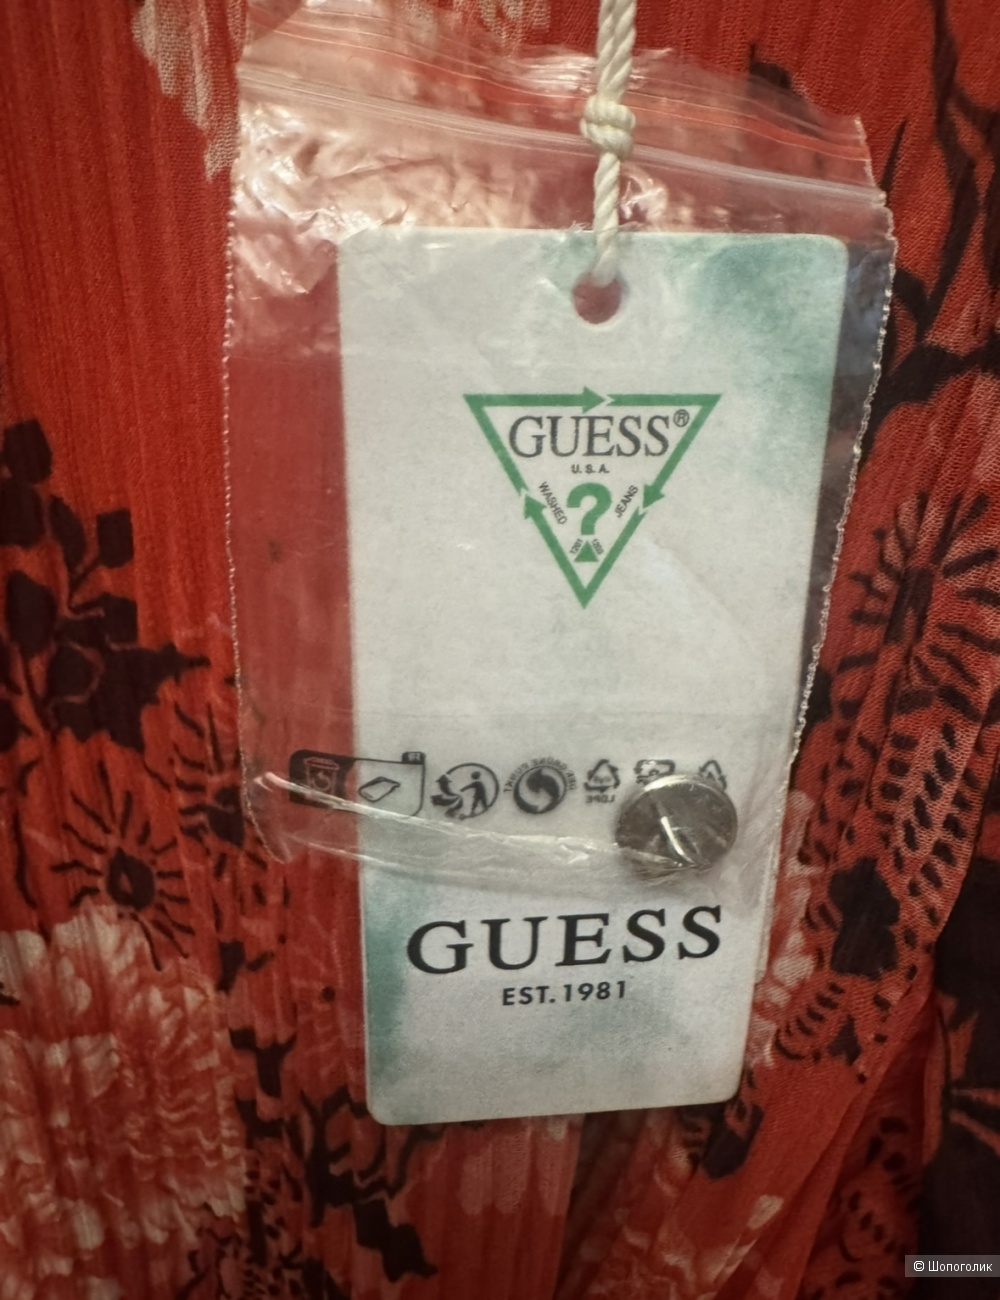 GUESS®
U.S.A.
WASHED ? JEANS
GUESS
EST. 1981
© Шопоголик